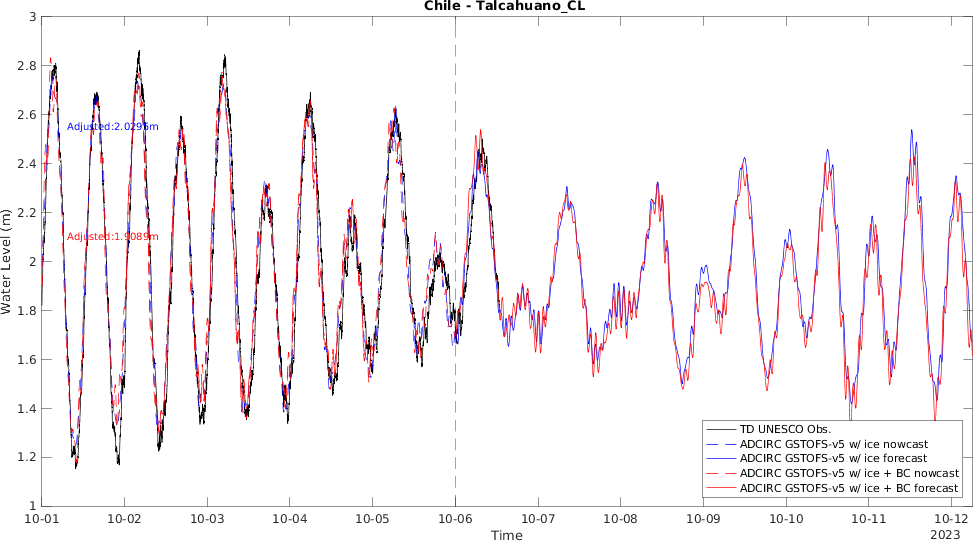 Chile - Talcahuano_CL
3
2.8
2.6
2.4
2.2
2
1.8
1.6
1.4
1.2
1
Water Level (m)
Adjusted:2.0295m
Adjusted:1.9089m
TD UNESCO Obs.
ADCIRC GSTOFS-v5 w/ ice nowcast
ADCIRC GSTOFS-v5 w/ ice forecast
ADCIRC GSTOFS-v5 w/ ice + BC nowcast
ADCIRC GSTOFS-v5 w/ ice + BC forecast
10-01 10-02 10-03 10-04 10-05 10-06 10-07 10-08 10-09 10-10 10-11 10-12
2023
Time